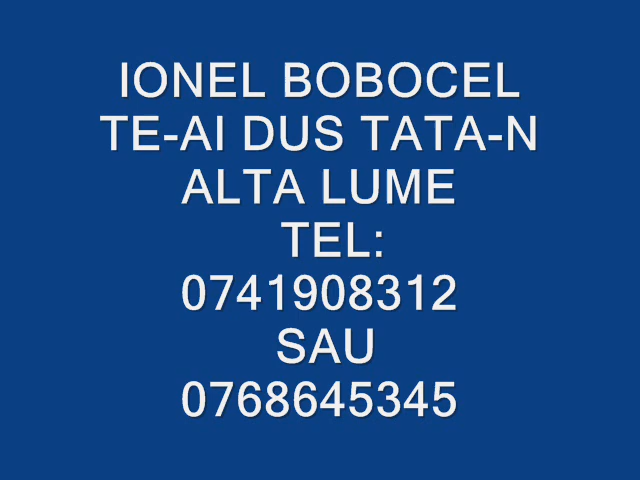 IONEL BOBOCEL
TE-AI DUS TATA-N
ALTA LUME
TEL:
0741908312
SAU
0768645345